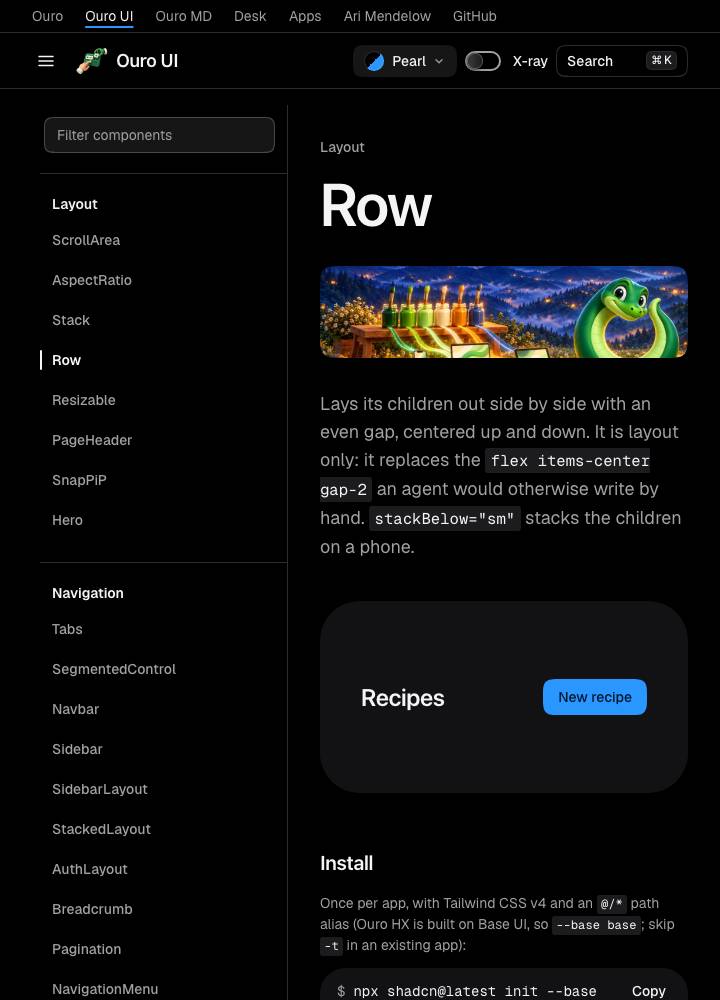 Ouro Ouro UI Ouro MD Desk Apps Ari Mendelow GitHub
Ouro UI Pearl X-ray Search ⌘ K
Filter components
Layout
ScrollArea
AspectRatio
Stack
Row
Resizable
PageHeader
SnapPiP
Hero
Navigation
Tabs
SegmentedControl
Navbar
Sidebar
SidebarLayout
StackedLayout
AuthLayout
Breadcrumb
Pagination
NavigationMenu
Layout
Row
Lays its children out side by side with an
even gap, centered up and down. It is layout
only: it replaces the flex items-center
gap-2 an agent would otherwise write by
hand. stackBelow="sm" stacks the children
on a phone.
Recipes New recipe
Install
Once per app, with Tailwind CSS v4 and an @/* path
alias (Ouro HX is built on Base UI, so --base base; skip
-t in an existing app):
$ npx shadcn@latest init --base Copy